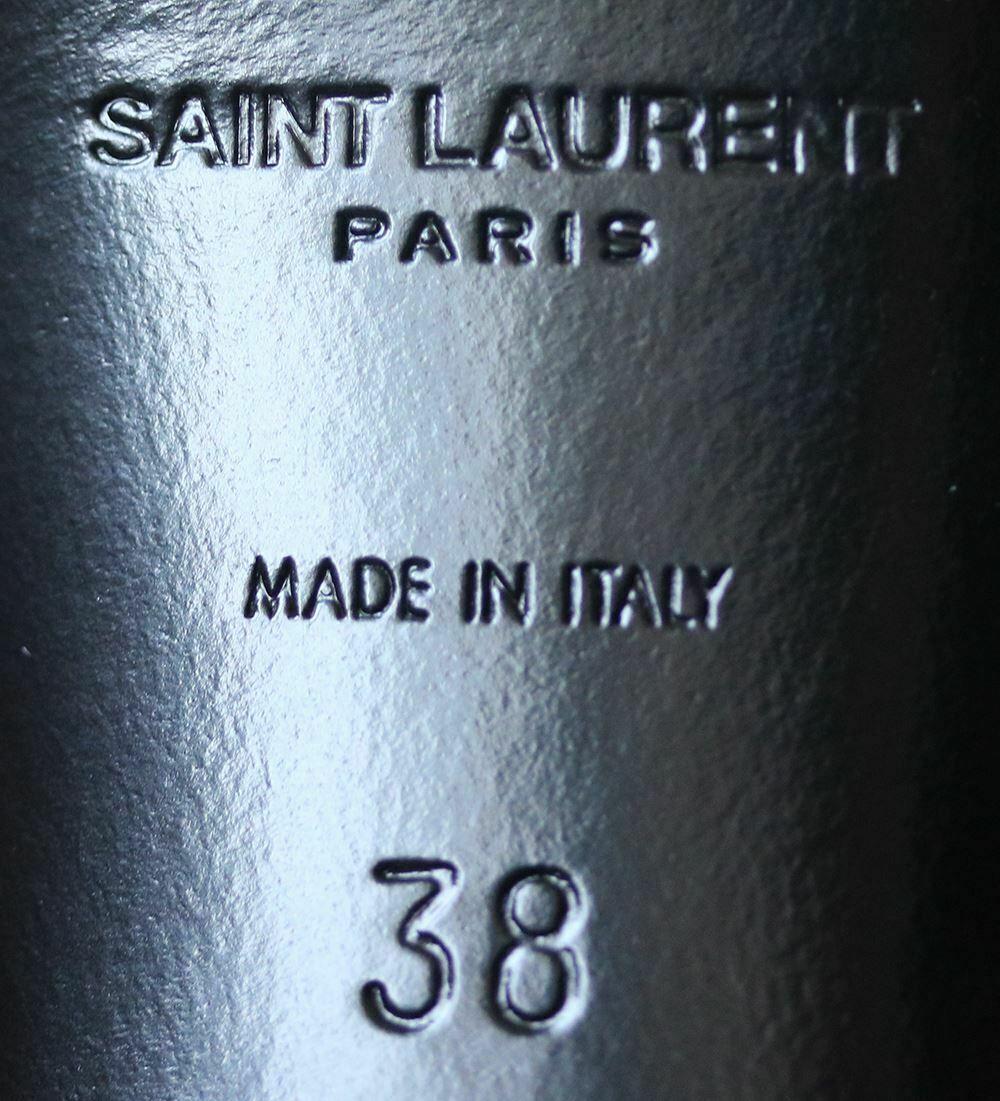 SAINT LAURENT
PARIS
MADE IN ITALY
38